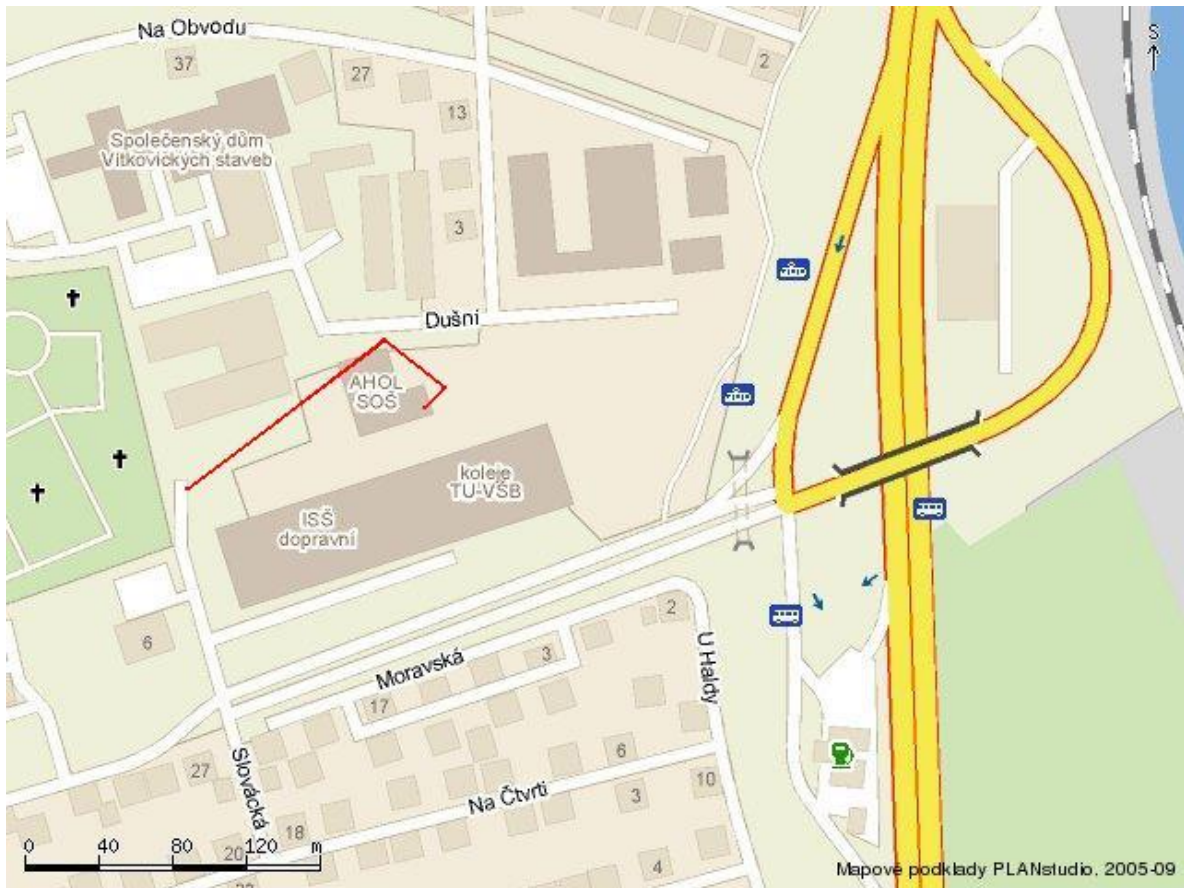 Na Obvodu
37
27
2
13
S
Společenský dům
Vítkovických staveb
3
Dušní
AHOL
SOŠ
koleje
TU-VŠB
ISŠ
dopravní
6
2
Moravská
3
U Haldy
17
Slovácká
27
6
10
Na Čtvrti
3
18
20
4
0 40 80 120 m
Mapové podklady PLANstudio, 2005-09